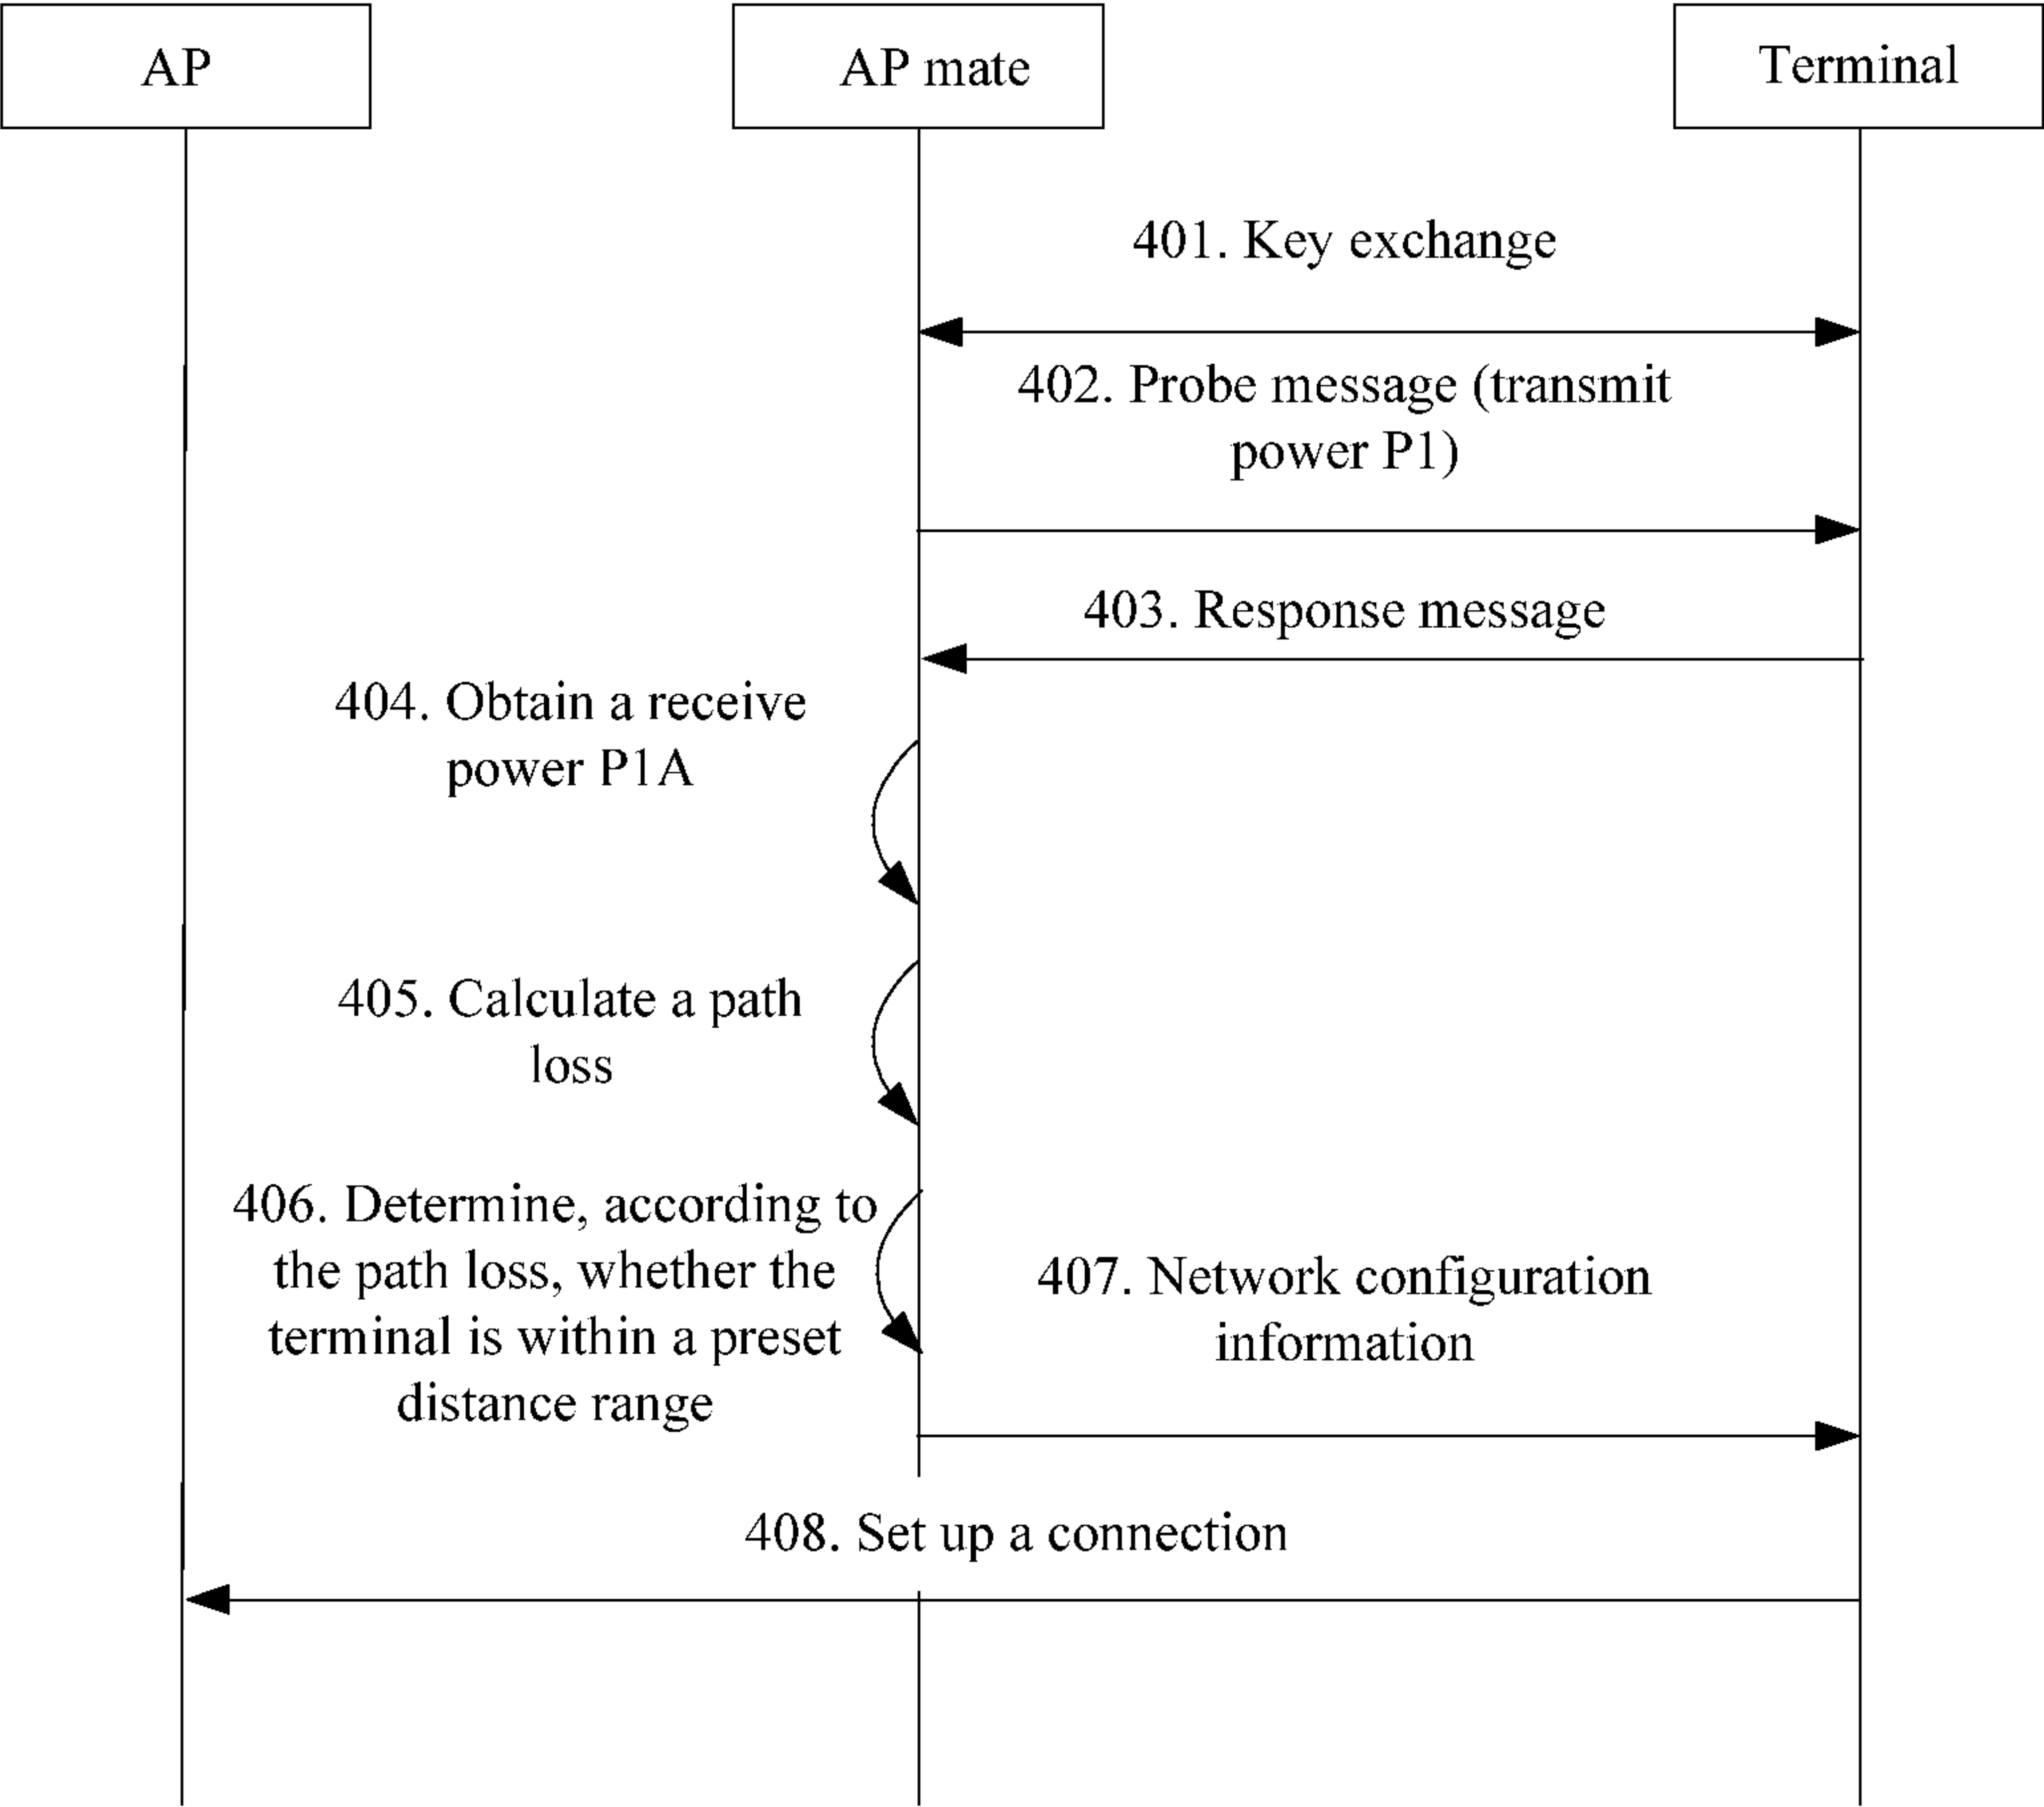 AP
AP mate
Terminal
401. Key exchange
402. Probe message (transmit
power P1)
403. Response message
404. Obtain a receive
power P1A
405. Calculate a path
loss
406. Determine, according to
the path loss, whether the
terminal is within a preset
distance range
407. Network configuration
information
408. Set up a connection